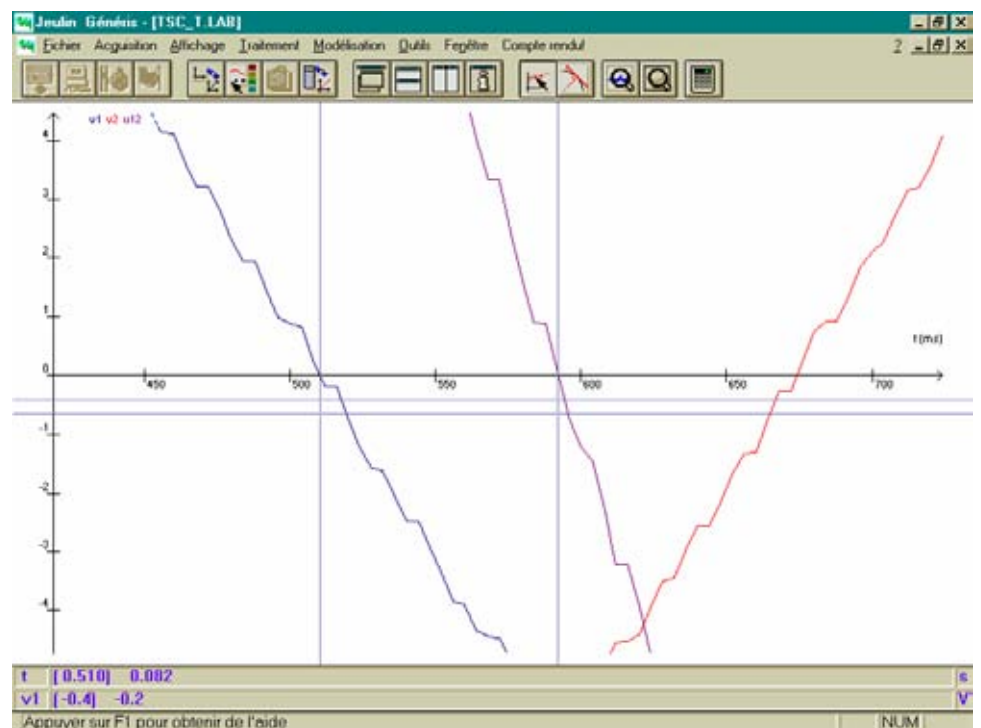 Jeulin Généris - [TSC_T.LAB]
Fichier Acquisition Affichage Traitement Modélisation Outils Fenêtre Compte rendu! ?
v1 v2 u12
4
3
2
1
t(ms)
0
450 500 550 600 650 700
-1
-2
-3
-4
t [0.510] 0.082 s
v1 [-0.4] -0.2 V
Appuyer sur F1 pour obtenir de l'aide NUM